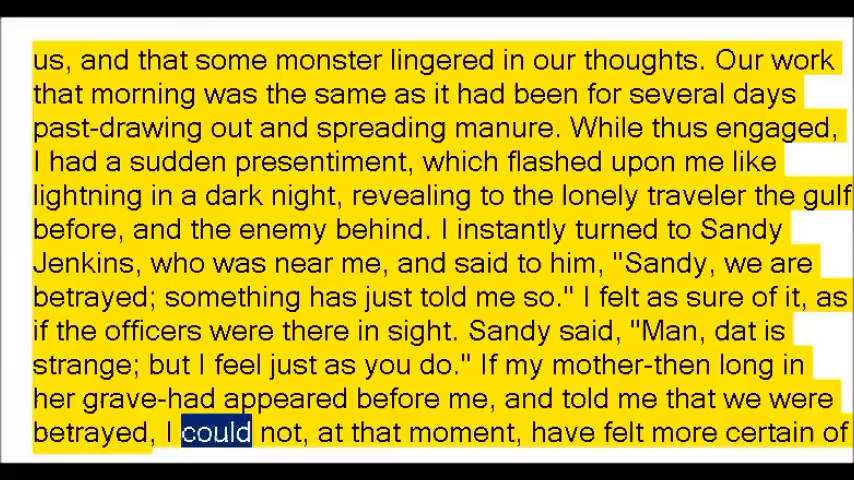 us, and that some monster lingered in our thoughts. Our work
that morning was the same as it had been for several days
past-drawing out and spreading manure. While thus engaged,
I had a sudden presentiment, which flashed upon me like
lightning in a dark night, revealing to the lonely traveler the gulf
before, and the enemy behind. I instantly turned to Sandy
Jenkins, who was near me, and said to him, "Sandy, we are
betrayed; something has just told me so." I felt as sure of it, as
if the officers were there in sight. Sandy said, "Man, dat is
strange; but I feel just as you do." If my mother-then long in
her grave-had appeared before me, and told me that we were
betrayed, I could not, at that moment, have felt more certain of